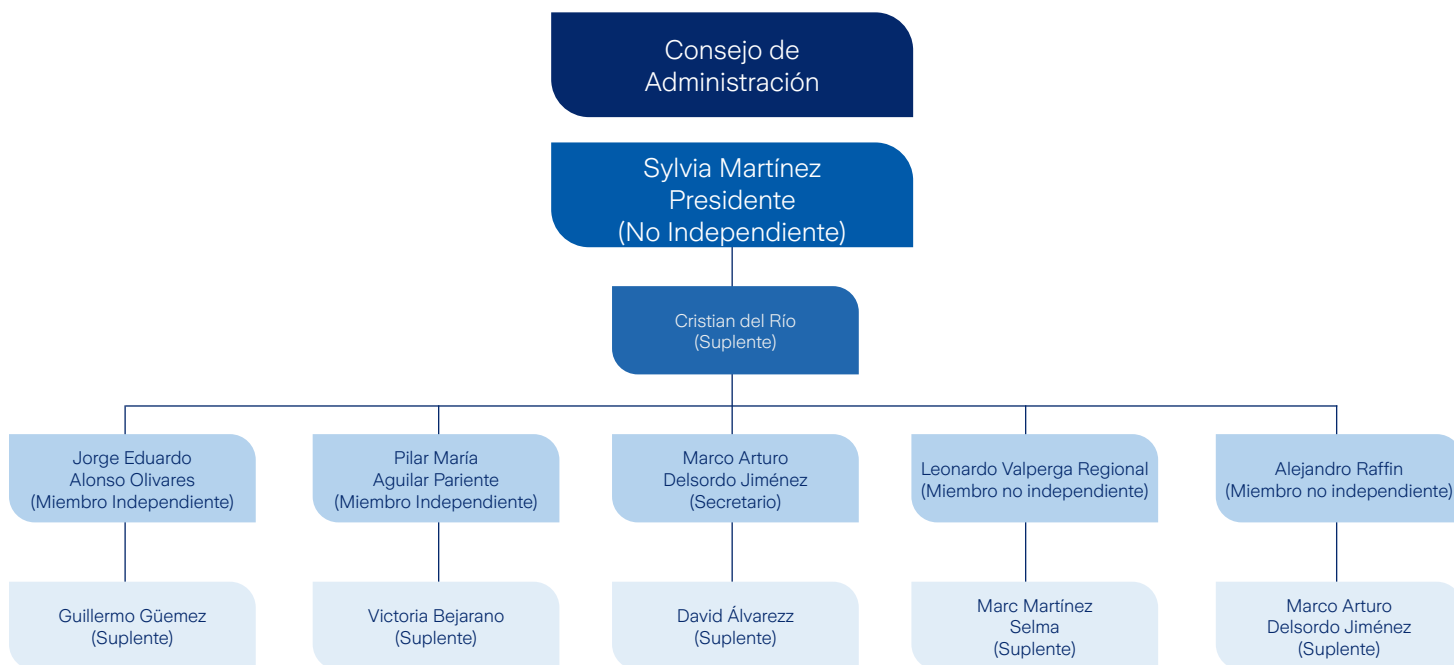 Consejo de
Administración
Sylvia Martínez
Presidente
(No Independiente)
Cristian del Río
(Suplente)
Jorge Eduardo
Alonso Olivares
(Miembro Independiente)
Pilar María
Aguilar Pariente
(Miembro Independiente)
Marco Arturo
Delsordo Jiménez
(Secretario)
Leonardo Valperga Regional
(Miembro no independiente)
Alejandro Raffin
(Miembro no independiente)
Guillermo Güemez
(Suplente)
Victoria Bejarano
(Suplente)
David Álvarezz
(Suplente)
Marc Martínez
Selma
(Suplente)
Marco Arturo
Delsordo Jiménez
(Suplente)